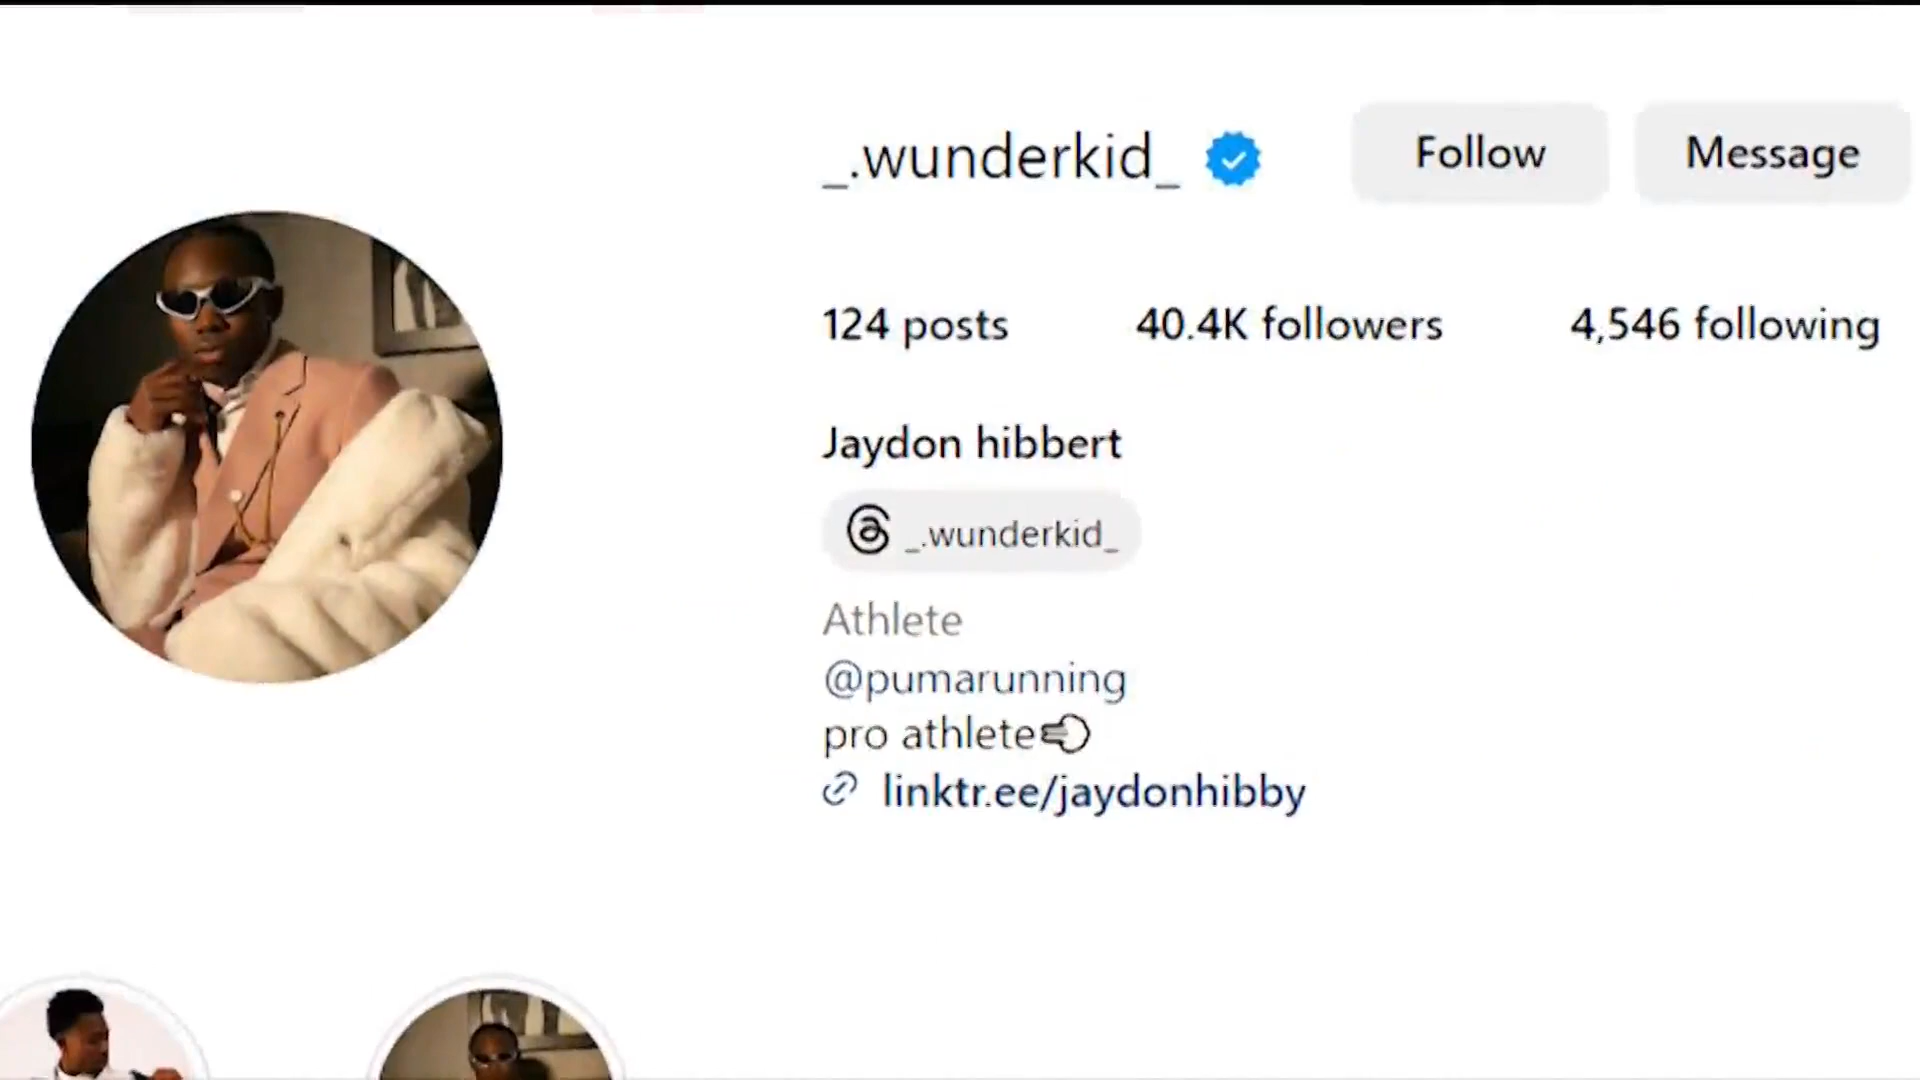 _.wunderkid_ Follow Message
124 posts 40.4K followers 4,546 following
Jaydon hibbert
_.wunderkid_
Athlete
@pumarunning
pro athlete
linktr.ee/jaydonhibby